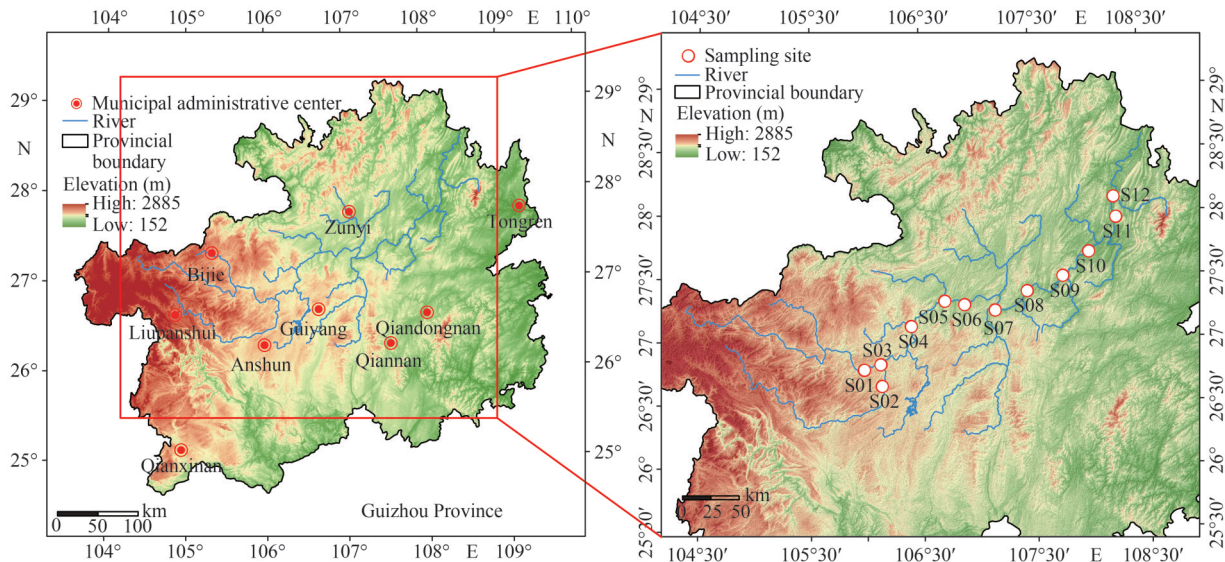 104° 105° 106° 107° 108° 109° E 110°
29°
N
28°
27°
26°
25°
Municipal administrative center
River
Provincial
boundary
Elevation (m)
High: 2885
Low: 152
Zunyi
Tongren
Bijie
Liupanshui
Guiyang
Qiandongnan
Anshun
Qiannan
Qianxinan
km
0 50 100
Guizhou Province
29°
N
28°
27°
26°
25°
104° 105° 106° 107° 108° E 109°
104°30′ 105°30′ 106°30′ 107°30′ E 108°30′
29°
N
28°30′
28°
27°30′
27°
26°30′
26°
25°30′
Sampling site
River
Provincial boundary
Elevation (m)
High: 2885
Low: 152
S12
S11
S10
S09
S08
S07
S06
S05
S04
S03
S01
S02
km
0 25 50
29°
N
28°30′
28°
27°30′
27°
26°30′
26°
25°30′
104°30′ 105°30′ 106°30′ 107°30′ E 108°30′